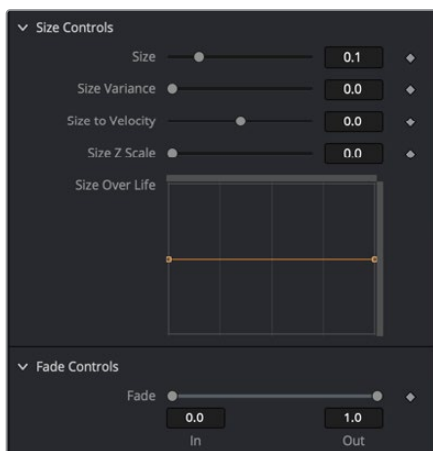 Size Controls
Size 0.1
Size Variance 0.0
Size to Velocity 0.0
Size Z Scale 0.0
Size Over Life
Fade Controls
Fade
0.0 1.0
In Out